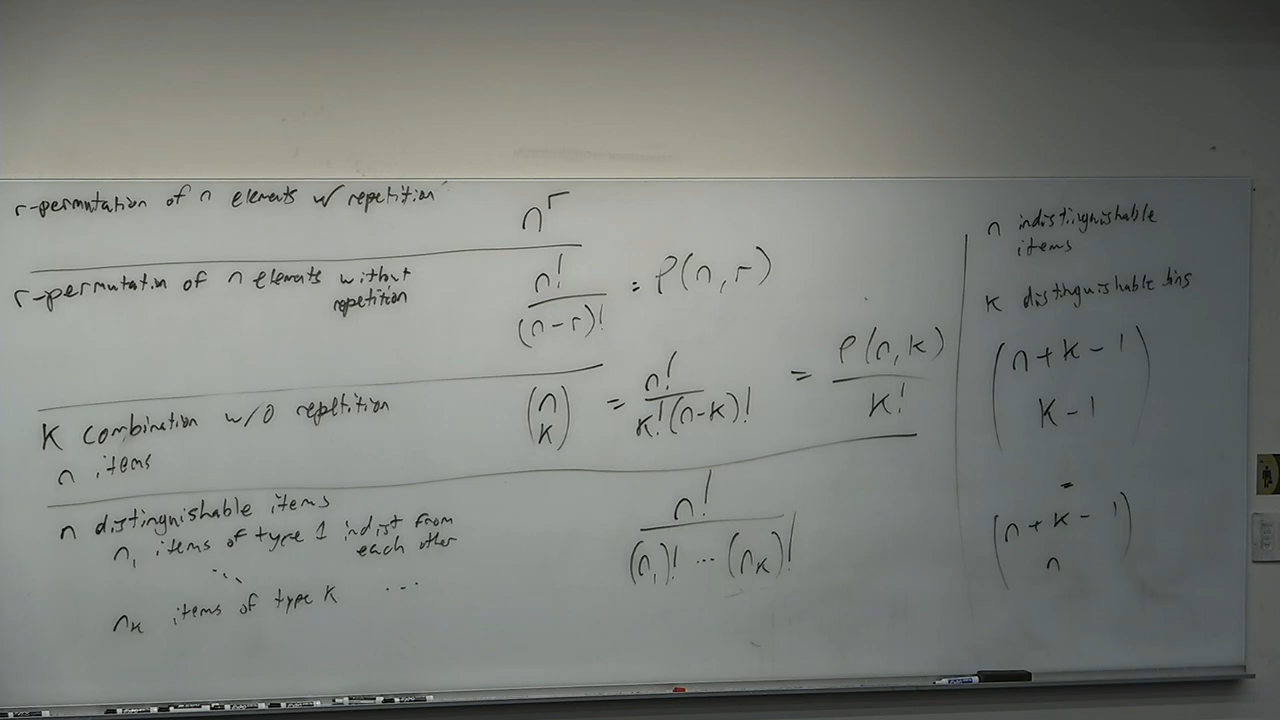 r-permutation of n elements w/ repetition
n^r
r-permutatin of n elements without
repetition
n!/(n-r)! = P(n,r)
K combination w/o repetition
n items
(n K) = n!/K!(n-K)! = P(n,k)/K!
n distinguishable items
n₁ items of type 1 indist from
each other
...
nₖ items of type K ...
n!/(n₁)! ... (nₖ)!
n indistinguishable
items
K distinguishable bins
(n+k-1
K-1)
=
(n+k-1
n)